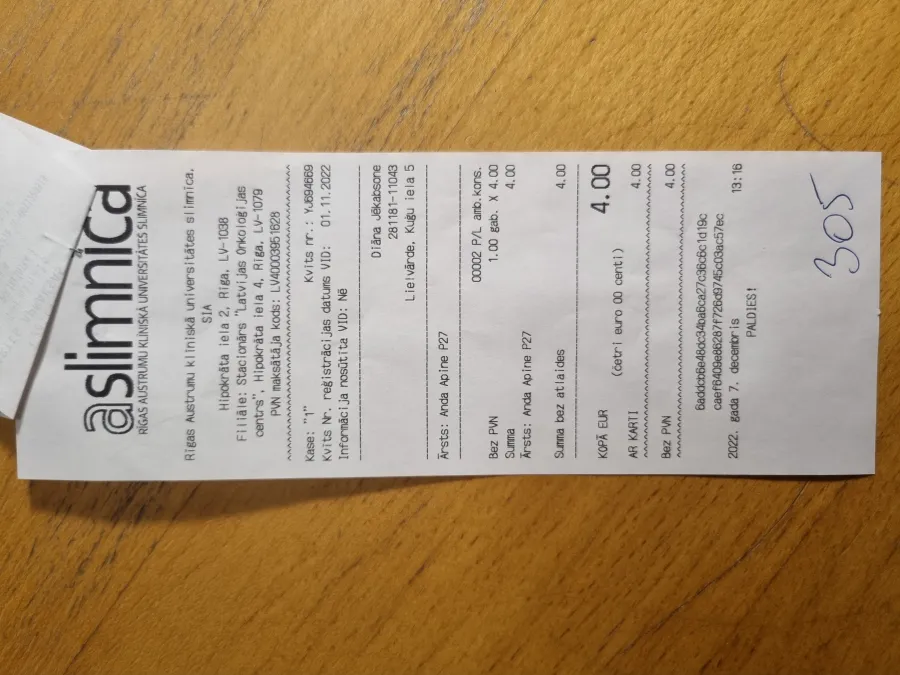 aslimnīca
RĪGAS AUSTRUMU KLĪNISKĀ UNIVERSITĀTES SLIMNĪCA
Rīgas Austrumu klīniskā universitātes slimnīca,
SIA
Hipokrāta iela 2, Rīga, LV-1038
Filiāle: Stacionārs "Latvijas Onkoloģijas
centrs", Hipokrāta iela 4, Rīga, LV-1079
PVN maksātāja kods: LV40003951628
Kase: "1" Kvīts nr.: YJ694669
Kvīts Nr. reģistrācijas datums VID: 01.11.2022
Informācija nosūtīta VID: Nē
Diāna Jēkabsone
281181-11043
Lielvārde, Kuģu iela 5
Ārsts: Anda Apine P27
00002 P/L amb.kons.
Bez PVN 1.00 gab. X 4.00
Summa 4.00
Ārsts: Anda Apine P27
Summa bez atlaides 4.00
KOPĀ EUR 4.00
(četri euro 00 centi)
AR KARTI 4.00
Bez PVN 4.00
2022. gada 7. decembris 13:16
PALDIES!
305